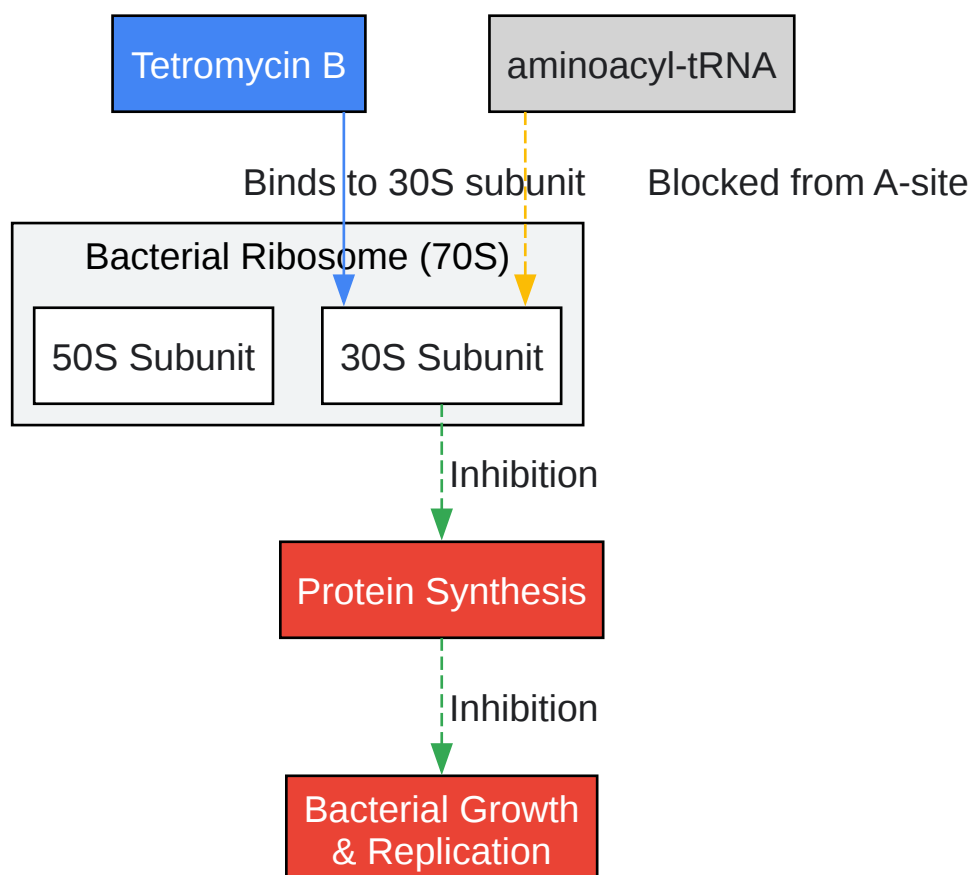 Tetromycin B
aminoacyl-tRNA
Binds to 30S subunit
Blocked from A-site
Bacterial Ribosome (70S)
50S Subunit
30S Subunit
Inhibition
Protein Synthesis
Inhibition
Bacterial Growth
& Replication